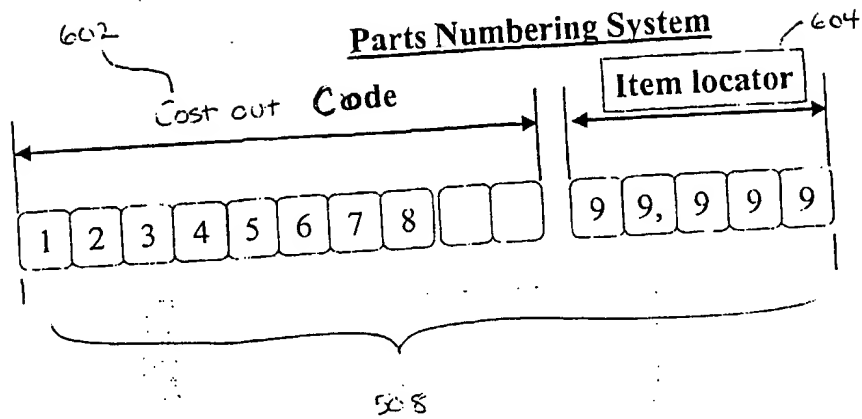 Parts Numbering System
602
604
Cost out Code
Item locator
1 2 3 4 5 6 7 8
9 9, 9 9 9
508